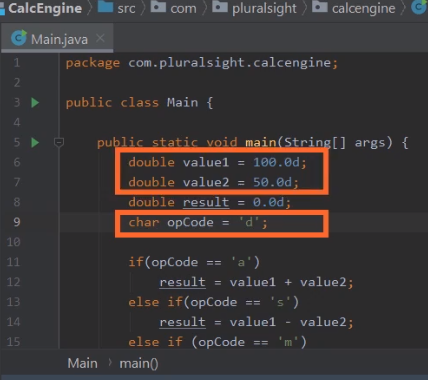 CalcEngine src com pluralsight calcengine
Main.java
1 package com.pluralsight.calcengine;
2
3 public class Main {
4
5 public static void main(String[] args) {
6 double value1 = 100.0d;
7 double value2 = 50.0d;
8 double result = 0.0d;
9 char opCode = 'd';
10
11 if(opCode == 'a')
12 result = value1 + value2;
13 else if(opCode == 's')
14 result = value1 - value2;
15 else if (opCode == 'm')
Main main()